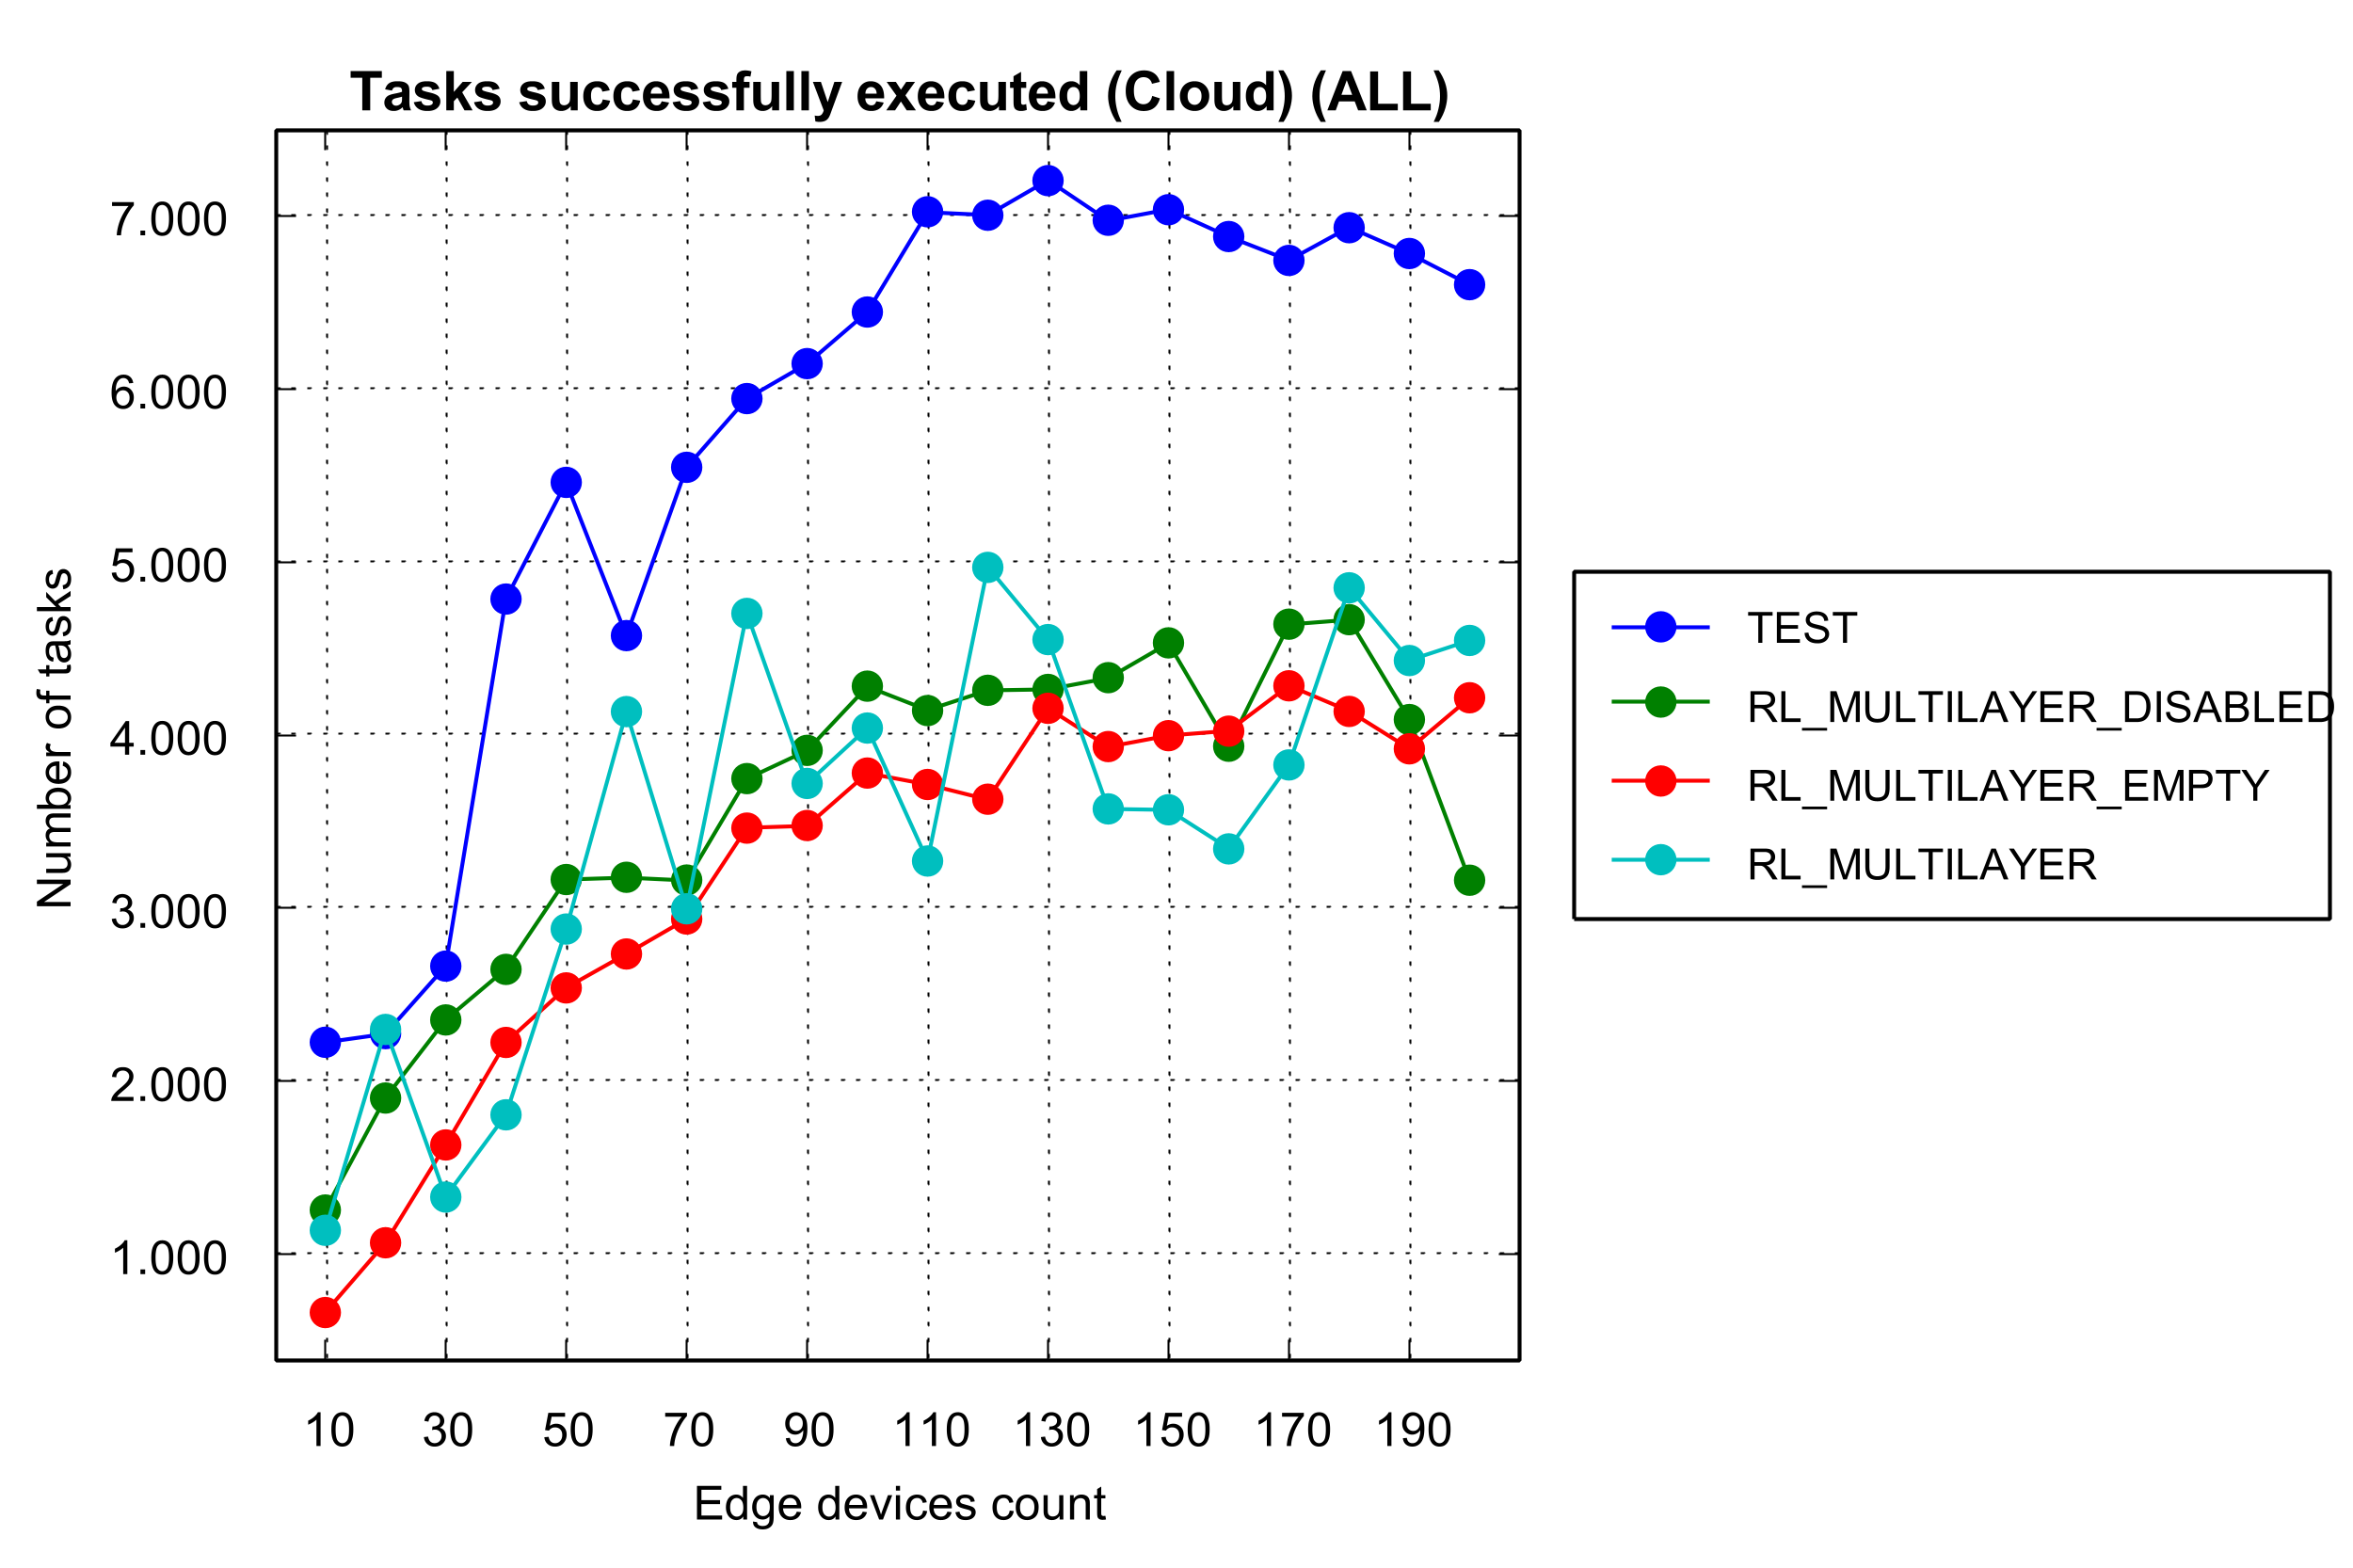 Tasks successfully executed (Cloud) (ALL)
7.000
6.000
5.000
4.000
3.000
2.000
1.000
Number of tasks
10 30 50 70 90 110 130 150 170 190
Edge devices count
TEST
RL_MULTILAYER_DISABLED
RL_MULTILAYER_EMPTY
RL_MULTILAYER